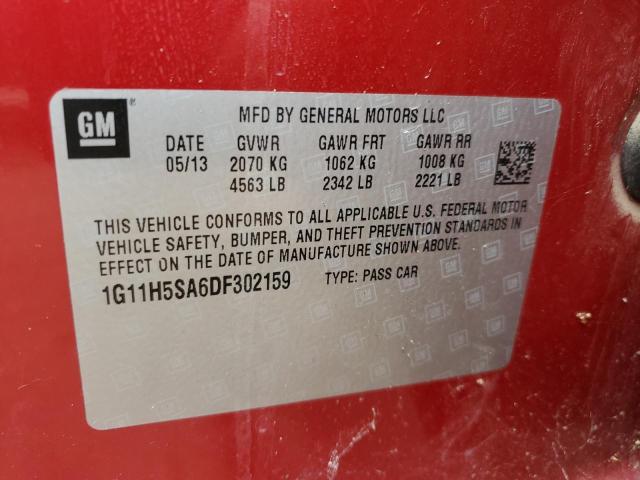 GM
MFD BY GENERAL MOTORS LLC
DATE GVWR GAWR FRT GAWR RR
05/13 2070 KG 1062 KG 1008 KG
4563 LB 2342 LB 2221 LB
THIS VEHICLE CONFORMS TO ALL APPLICABLE U.S. FEDERAL MOTOR
VEHICLE SAFETY, BUMPER, AND THEFT PREVENTION STANDARDS IN
EFFECT ON THE DATE OF MANUFACTURE SHOWN ABOVE.
1G11H5SA6DF302159 TYPE: PASS CAR